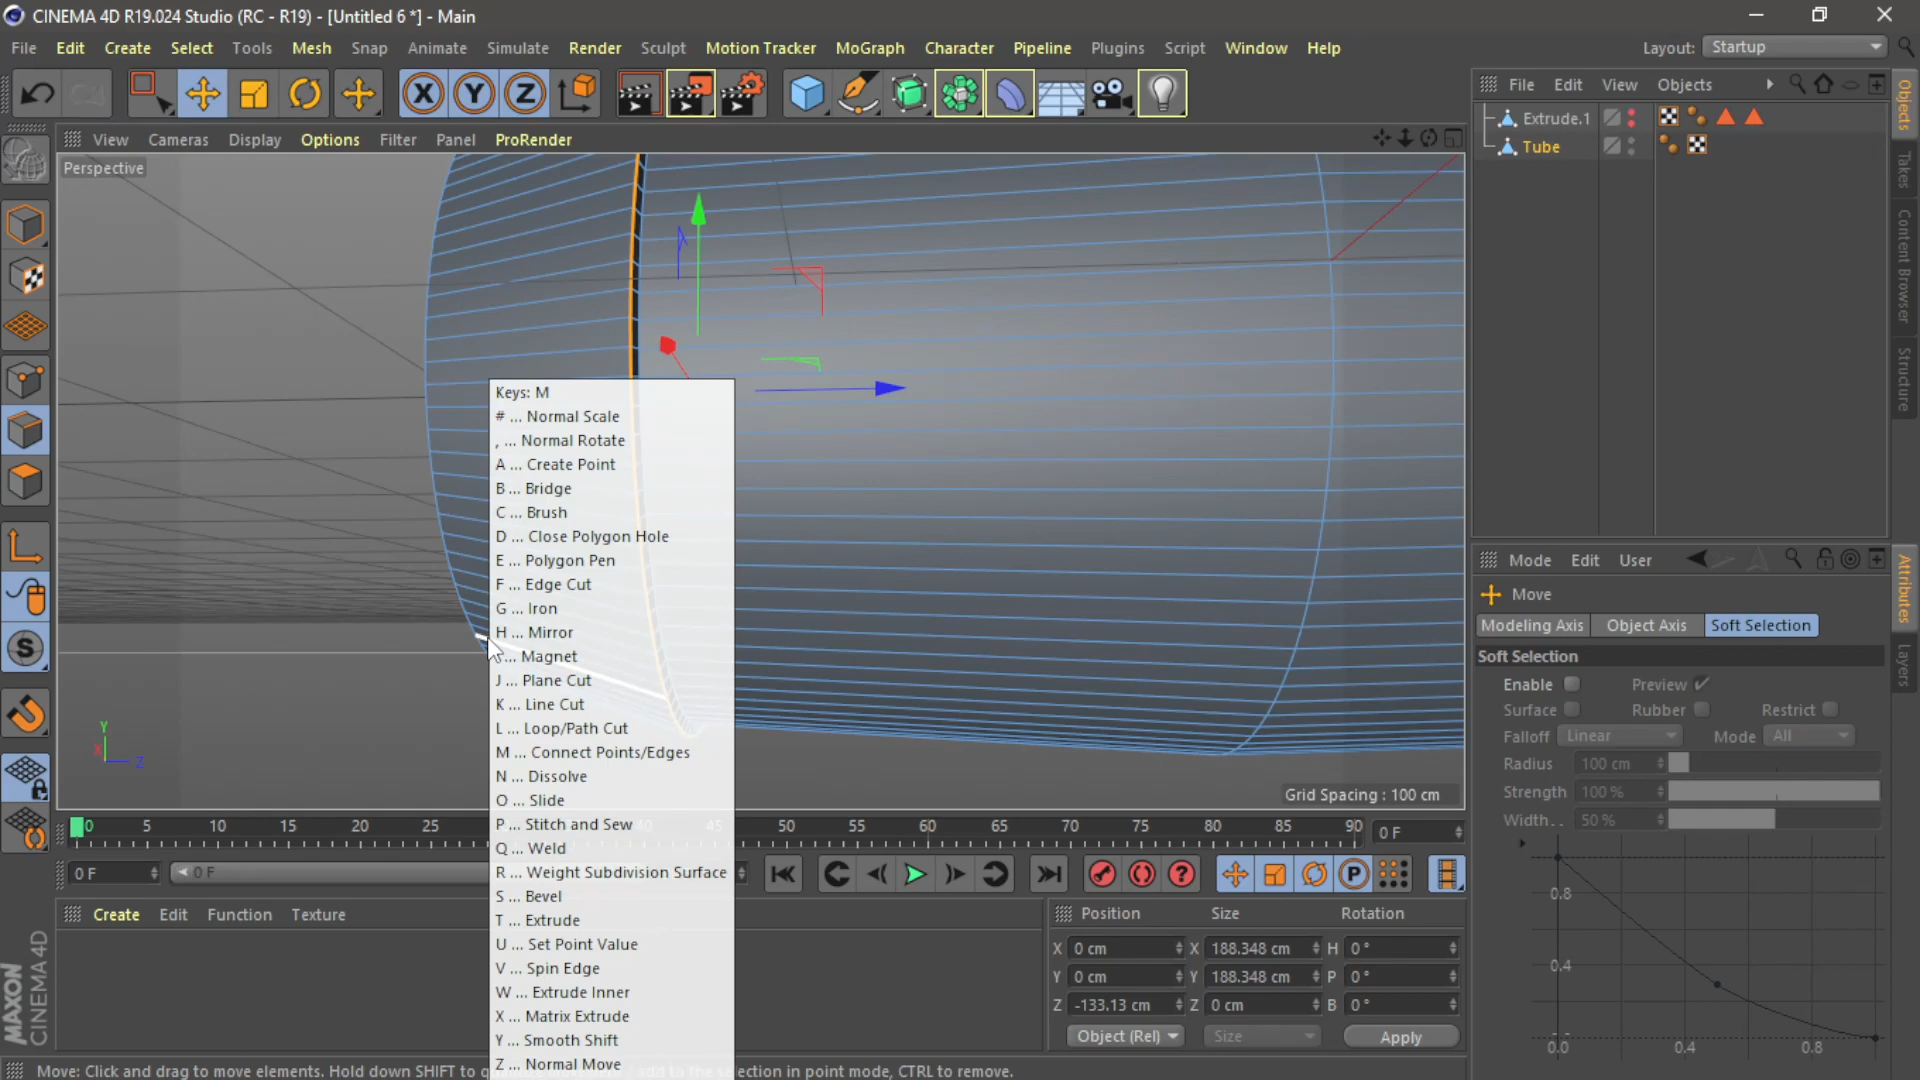 CINEMA 4D R19.024 Studio (RC - R19) - [Untitled 6 *] - Main
File Edit Create Select Tools Mesh Snap Animate Simulate Render Sculpt Motion Tracker MoGraph Character Pipeline Plugins Script Window Help
Layout: Startup
File Edit View Objects
View Cameras Display Options Filter Panel ProRender
Perspective
Extrude.1
Tube
Objects
Takes
Content Browser
Structure
Keys: M
# ... Normal Scale
, ... Normal Rotate
A ... Create Point
B ... Bridge
C ... Brush
D ... Close Polygon Hole
E ... Polygon Pen
F ... Edge Cut
G ... Iron
H ... Mirror
... Magnet
J ... Plane Cut
K ... Line Cut
L ... Loop/Path Cut
M ... Connect Points/Edges
N ... Dissolve
O ... Slide
P ... Stitch and Sew
Q ... Weld
R ... Weight Subdivision Surface
S ... Bevel
T ... Extrude
U ... Set Point Value
V ... Spin Edge
W ... Extrude Inner
X ... Matrix Extrude
Y ... Smooth Shift
Z ... Normal Move
Y
X
Z
Grid Spacing : 100 cm
0 5 10 15 20 25 40 45 50 55 60 65 70 75 80 85 90
0 F
0 F
0 F
Create Edit Function Texture
Position Size Rotation
X 0 cm X 188.348 cm H 0 °
Y 0 cm Y 188.348 cm P 0 °
Z -133.13 cm Z 0 cm B 0 °
Object (Rel) Size Apply
Mode Edit User
Attributes
Layers
Move
Modeling Axis Object Axis Soft Selection
Soft Selection
Enable Preview
Surface Rubber Restrict
Falloff Linear Mode All
Radius 100 cm
Strength 100 %
Width . . 50 %
0.8
0.4
0.0 0.4 0.8
MAXON
CINEMA 4D
Move: Click and drag to move elements. Hold down SHIFT to add to the selection in point mode, CTRL to remove.